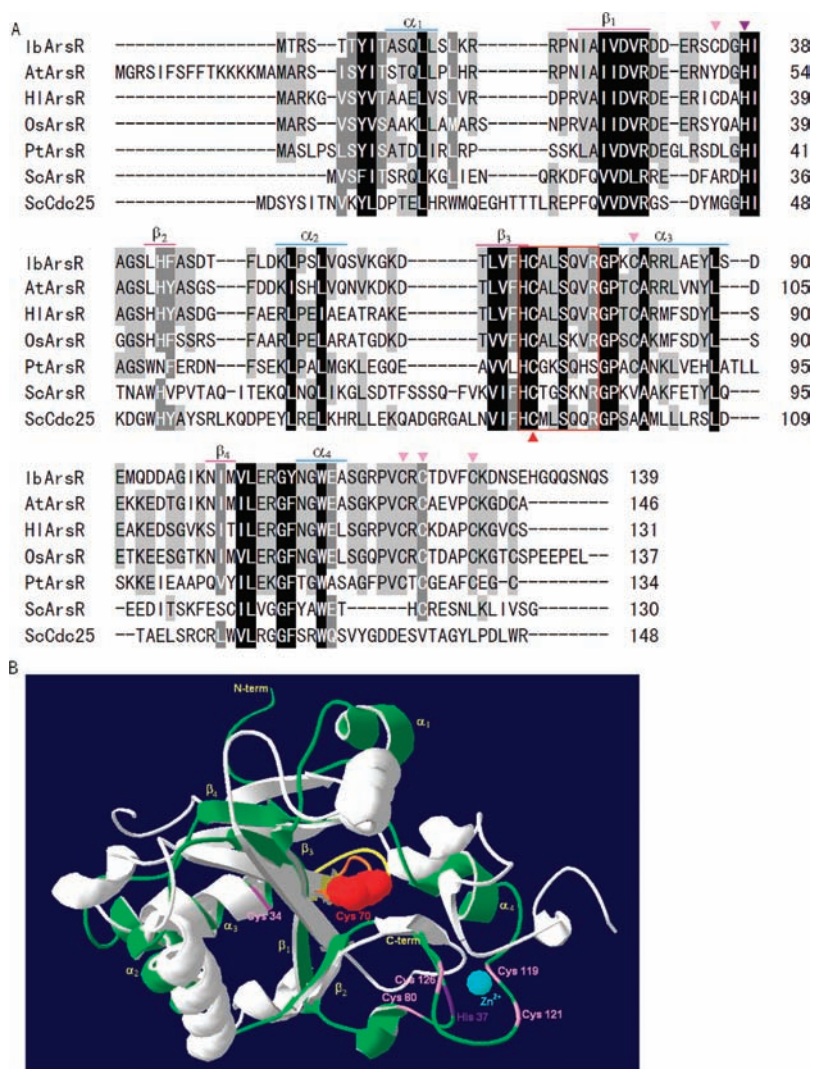 A
α₁ β₁
IbArsR ----------------MTRS-TTYITASQLLSLKR------RPNIAIVDVRDD-ERSCDGHI 38
AtArsR MGRSIFSFFTKKKKMAMARS-ISYITSTQLLPLHR------RPNIAIIDVRDE-ERNYDGHI 54
HlArsR ---------------MARKG-VSYVTAAELVSLVR------DPRVAIIDVRDE-ERICDAHI 39
OsArsR ----------------MARS-VSYVSAAKLLAMARS-----NPRVAIIDVRDE-ERSYQAHI 39
PtArsR ---------------MASLPSLSYISATDLIRLRP------SSKLAIVDVRDEGLRSDLGHI 41
ScArsR --------------------MVSFITSRQLKGLIEN-----QRKDFQVVDLRRE-DFARDHI 36
ScCdc25 -------------MDSYSITNVKYLDPTELHRWMQEGHTTTLREPFQVVDVRGS-DYMGGHI 48
β₂ α₂ β₃ α₃
IbArsR AGSLHFASDT---FLDKLPSLVQSVKGKD-------TLVFHCALSQVRGPKCARRLAEYLS--D 90
AtArsR AGSLHYASGS---FDDKISHLVQNVKDKD-------TLVFHCALSQVRGPTCARRLVNYL---D 105
HlArsR AGSHHYASDG---FAERLPEIAEATRAKE-------TLVFHCALSQVRGPTCARMFSDYL---S 90
OsArsR GGSHHFSSRS---FAARLPELARATGDKD-------TVVFHCALSKVRGPSCAKMFSDYL---S 90
PtArsR AGSWNFERDN---FSEKLPALMGKLEGQE-------AVVLHCGKSQHSGPACANKLVEHLATLL 95
ScArsR TNAWHVPVTAQ-ITEKLQNQLIKGLSDTFSSSQ-FVKVIFHCTGSKNRGPKVAAKFETYLQ--- 95
ScCdc25 KDGWHYAYSRLKQDPEYLRELKHRLLEKQADGRGALNVIFHCMLSQQRGPSAAMLLLRSLD--- 109
β₄ α₄
IbArsR EMQDDAGIKNIMVLERGYNGWEASGRPVCRCTDVFCKDNSEHGQQSNQS 139
AtArsR EKKEDTGIKNIMVLERGFNGWEASGRPVCRCAEVPCKGDCA-------- 146
HlArsR EAKEDSGVKSITILERGFNGWELSGRPVCRCKDAPCKGVCS-------- 131
OsArsR ETKEESGTKNIMVLERGFNGWELSGQPVCRCTDAPCKGTCSPEEPEL-- 137
PtArsR SKKEIEAAPQVYILEKGFTGWASAGFPVCTCGEAFCEG-C--------- 134
ScArsR -EEDITSKFESCILVGGFYAWET----HCRESNLKLIVSG--------- 130
ScCdc25 --TAELSRCRLWVLRGGFSRWQSVYGDDESVTAGYLPDLWR-------- 148
B
N-term
α₁
β₄
β₃
Cys 34
Cys 70
α₃
α₄
β₁
C-term
α₂
β₂
Cys 126
Cys 119
Cys 80
Zn²⁺
His 37
Cys 121